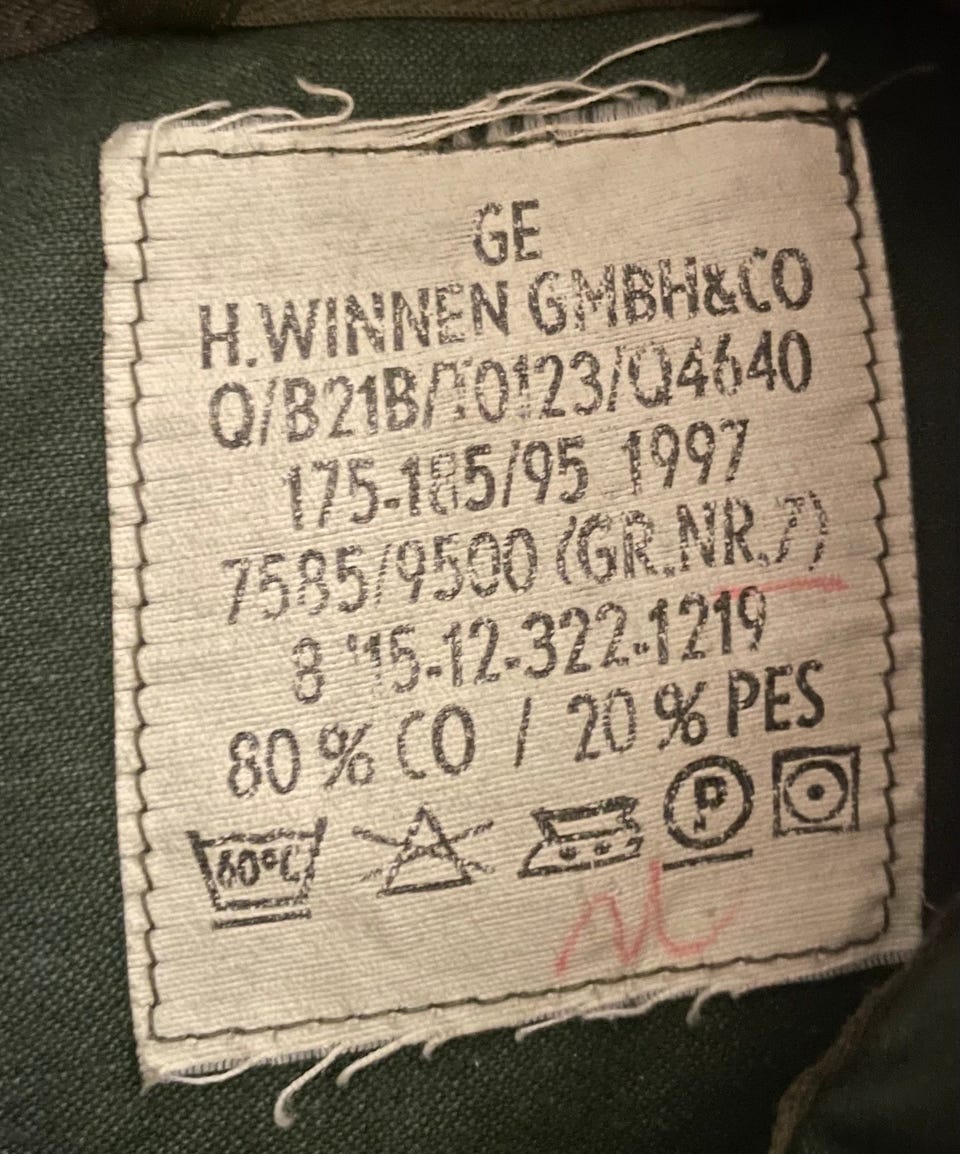 GE
H.WINNEN GMBH&CO
Q/B21B/T0123/Q4640
175-185/95 1997
7585/9500 (GR.NR.7)
8 15-12-322-1219
80 % CO / 20 % PES
60°C P